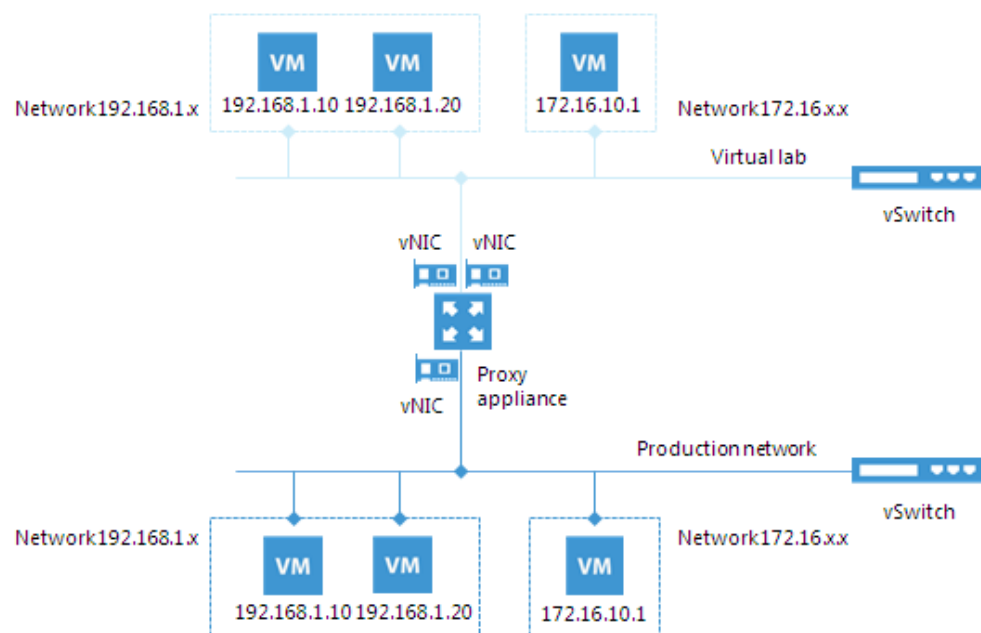 VM VM VM
Network192.168.1.x 192.168.1.10 192.168.1.20 172.16.10.1 Network172.16.x.x
Virtual lab
vSwitch
vNIC vNIC
Proxy
appliance
vNIC
Production network
vSwitch
Network192.168.1.x Network172.16.x.x
VM VM VM
192.168.1.10 192.168.1.20 172.16.10.1